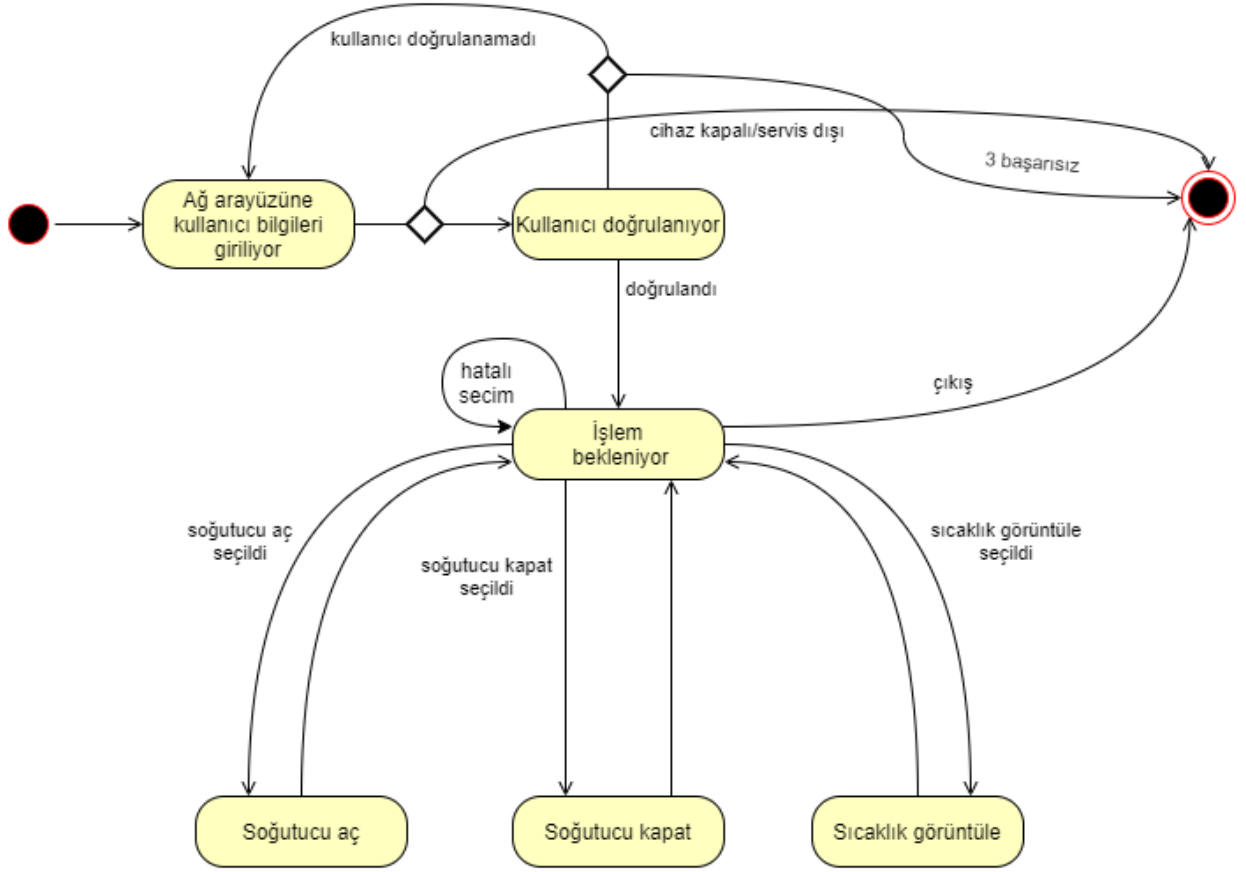 kullanıcı doğrulanamadı
cihaz kapalı/servis dışı
3 başarısız
Ağ arayüzüne
kullanıcı bilgileri
giriliyor
Kullanıcı doğrulanıyor
doğrulandı
hatalı
secim
çıkış
İşlem
bekleniyor
soğutucu aç
seçildi
soğutucu kapat
seçildi
sıcaklık görüntüle
seçildi
Soğutucu aç
Soğutucu kapat
Sıcaklık görüntüle